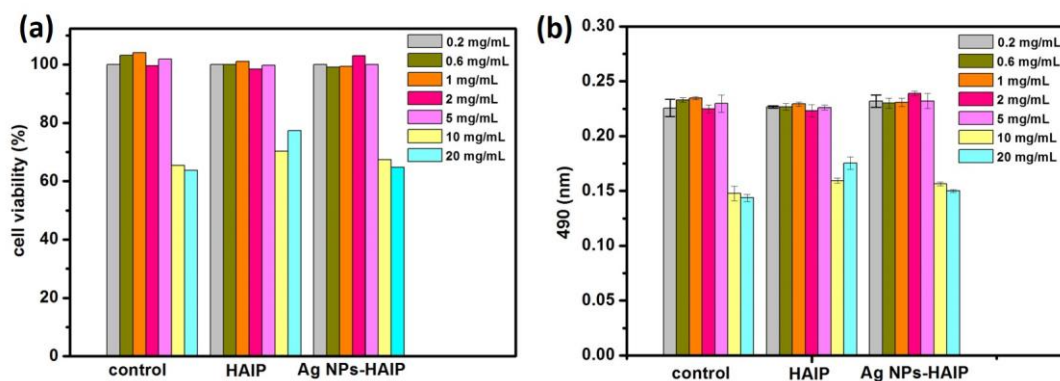 (a)
cell viability (%)
100
80
60
40
20
0
0.2 mg/mL
0.6 mg/mL
1 mg/mL
2 mg/mL
5 mg/mL
10 mg/mL
20 mg/mL
control HAIP Ag NPs-HAIP
(b)
490 (nm)
0.30
0.25
0.20
0.15
0.10
0.05
0.00
0.2 mg/mL
0.6 mg/mL
1 mg/mL
2 mg/mL
5 mg/mL
10 mg/mL
20 mg/mL
control HAIP Ag NPs-HAIP